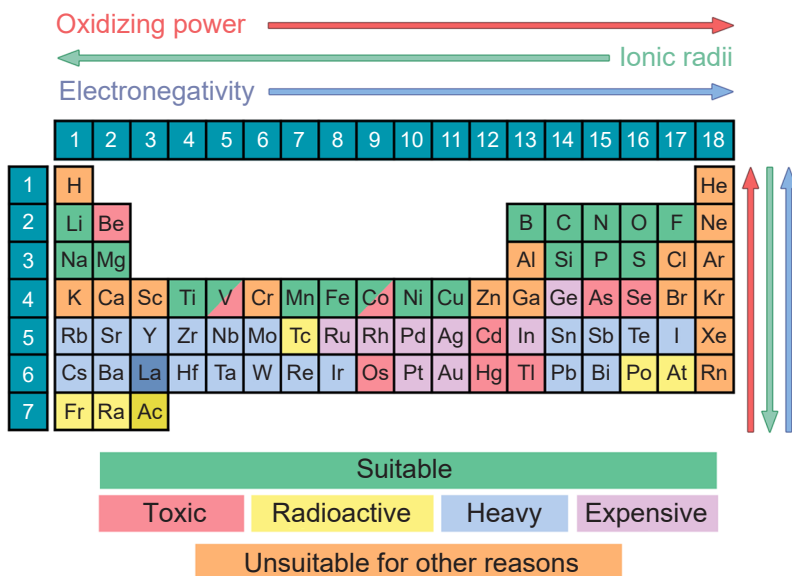 Oxidizing power
Ionic radii
Electronegativity
1 2 3 4 5 6 7 8 9 10 11 12 13 14 15 16 17 18
1 H He
2 Li Be B C N O F Ne
3 Na Mg Al Si P S Cl Ar
4 K Ca Sc Ti V Cr Mn Fe Co Ni Cu Zn Ga Ge As Se Br Kr
5 Rb Sr Y Zr Nb Mo Tc Ru Rh Pd Ag Cd In Sn Sb Te I Xe
6 Cs Ba La Hf Ta W Re Ir Os Pt Au Hg Tl Pb Bi Po At Rn
7 Fr Ra Ac
Suitable
Toxic Radioactive Heavy Expensive
Unsuitable for other reasons